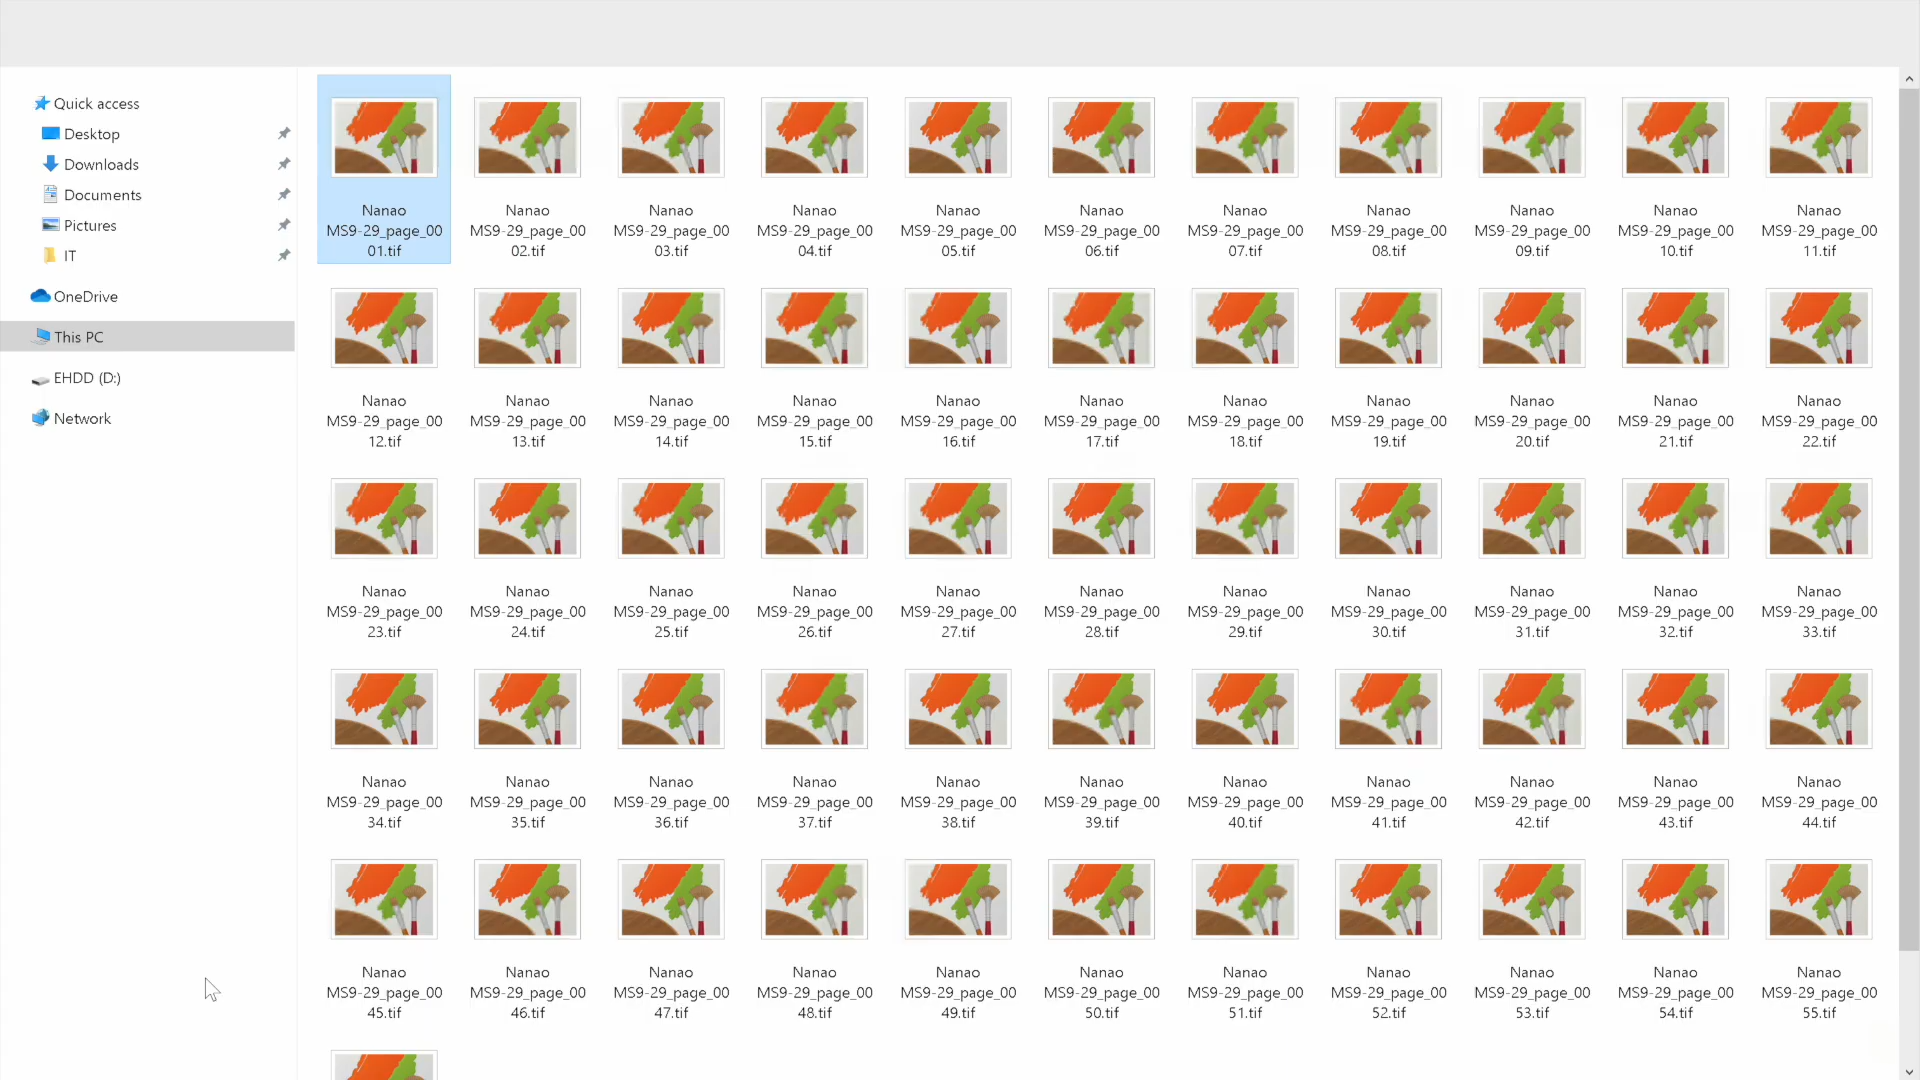 Quick access
Desktop
Downloads
Documents
Pictures
IT
OneDrive
This PC
EHDD (D:)
Network
Nanao
MS9-29_page_00
01.tif
Nanao
MS9-29_page_00
02.tif
Nanao
MS9-29_page_00
03.tif
Nanao
MS9-29_page_00
04.tif
Nanao
MS9-29_page_00
05.tif
Nanao
MS9-29_page_00
06.tif
Nanao
MS9-29_page_00
07.tif
Nanao
MS9-29_page_00
08.tif
Nanao
MS9-29_page_00
09.tif
Nanao
MS9-29_page_00
10.tif
Nanao
MS9-29_page_00
11.tif
Nanao
MS9-29_page_00
12.tif
Nanao
MS9-29_page_00
13.tif
Nanao
MS9-29_page_00
14.tif
Nanao
MS9-29_page_00
15.tif
Nanao
MS9-29_page_00
16.tif
Nanao
MS9-29_page_00
17.tif
Nanao
MS9-29_page_00
18.tif
Nanao
MS9-29_page_00
19.tif
Nanao
MS9-29_page_00
20.tif
Nanao
MS9-29_page_00
21.tif
Nanao
MS9-29_page_00
22.tif
Nanao
MS9-29_page_00
23.tif
Nanao
MS9-29_page_00
24.tif
Nanao
MS9-29_page_00
25.tif
Nanao
MS9-29_page_00
26.tif
Nanao
MS9-29_page_00
27.tif
Nanao
MS9-29_page_00
28.tif
Nanao
MS9-29_page_00
29.tif
Nanao
MS9-29_page_00
30.tif
Nanao
MS9-29_page_00
31.tif
Nanao
MS9-29_page_00
32.tif
Nanao
MS9-29_page_00
33.tif
Nanao
MS9-29_page_00
34.tif
Nanao
MS9-29_page_00
35.tif
Nanao
MS9-29_page_00
36.tif
Nanao
MS9-29_page_00
37.tif
Nanao
MS9-29_page_00
38.tif
Nanao
MS9-29_page_00
39.tif
Nanao
MS9-29_page_00
40.tif
Nanao
MS9-29_page_00
41.tif
Nanao
MS9-29_page_00
42.tif
Nanao
MS9-29_page_00
43.tif
Nanao
MS9-29_page_00
44.tif
Nanao
MS9-29_page_00
45.tif
Nanao
MS9-29_page_00
46.tif
Nanao
MS9-29_page_00
47.tif
Nanao
MS9-29_page_00
48.tif
Nanao
MS9-29_page_00
49.tif
Nanao
MS9-29_page_00
50.tif
Nanao
MS9-29_page_00
51.tif
Nanao
MS9-29_page_00
52.tif
Nanao
MS9-29_page_00
53.tif
Nanao
MS9-29_page_00
54.tif
Nanao
MS9-29_page_00
55.tif